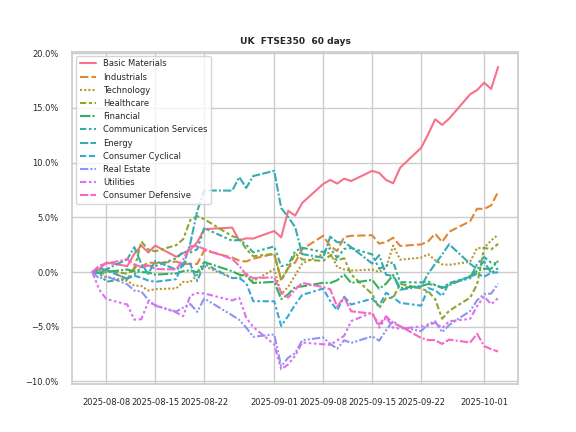 UK  FTSE350  60 days
20.0%
15.0%
10.0%
5.0%
0.0%
−5.0%
−10.0%
Basic Materials
Industrials
Technology
Healthcare
Financial
Communication Services
Energy
Consumer Cyclical
Real Estate
Utilities
Consumer Defensive
2025-08-08 2025-08-15 2025-08-22 2025-09-01 2025-09-08 2025-09-15 2025-09-22 2025-10-01